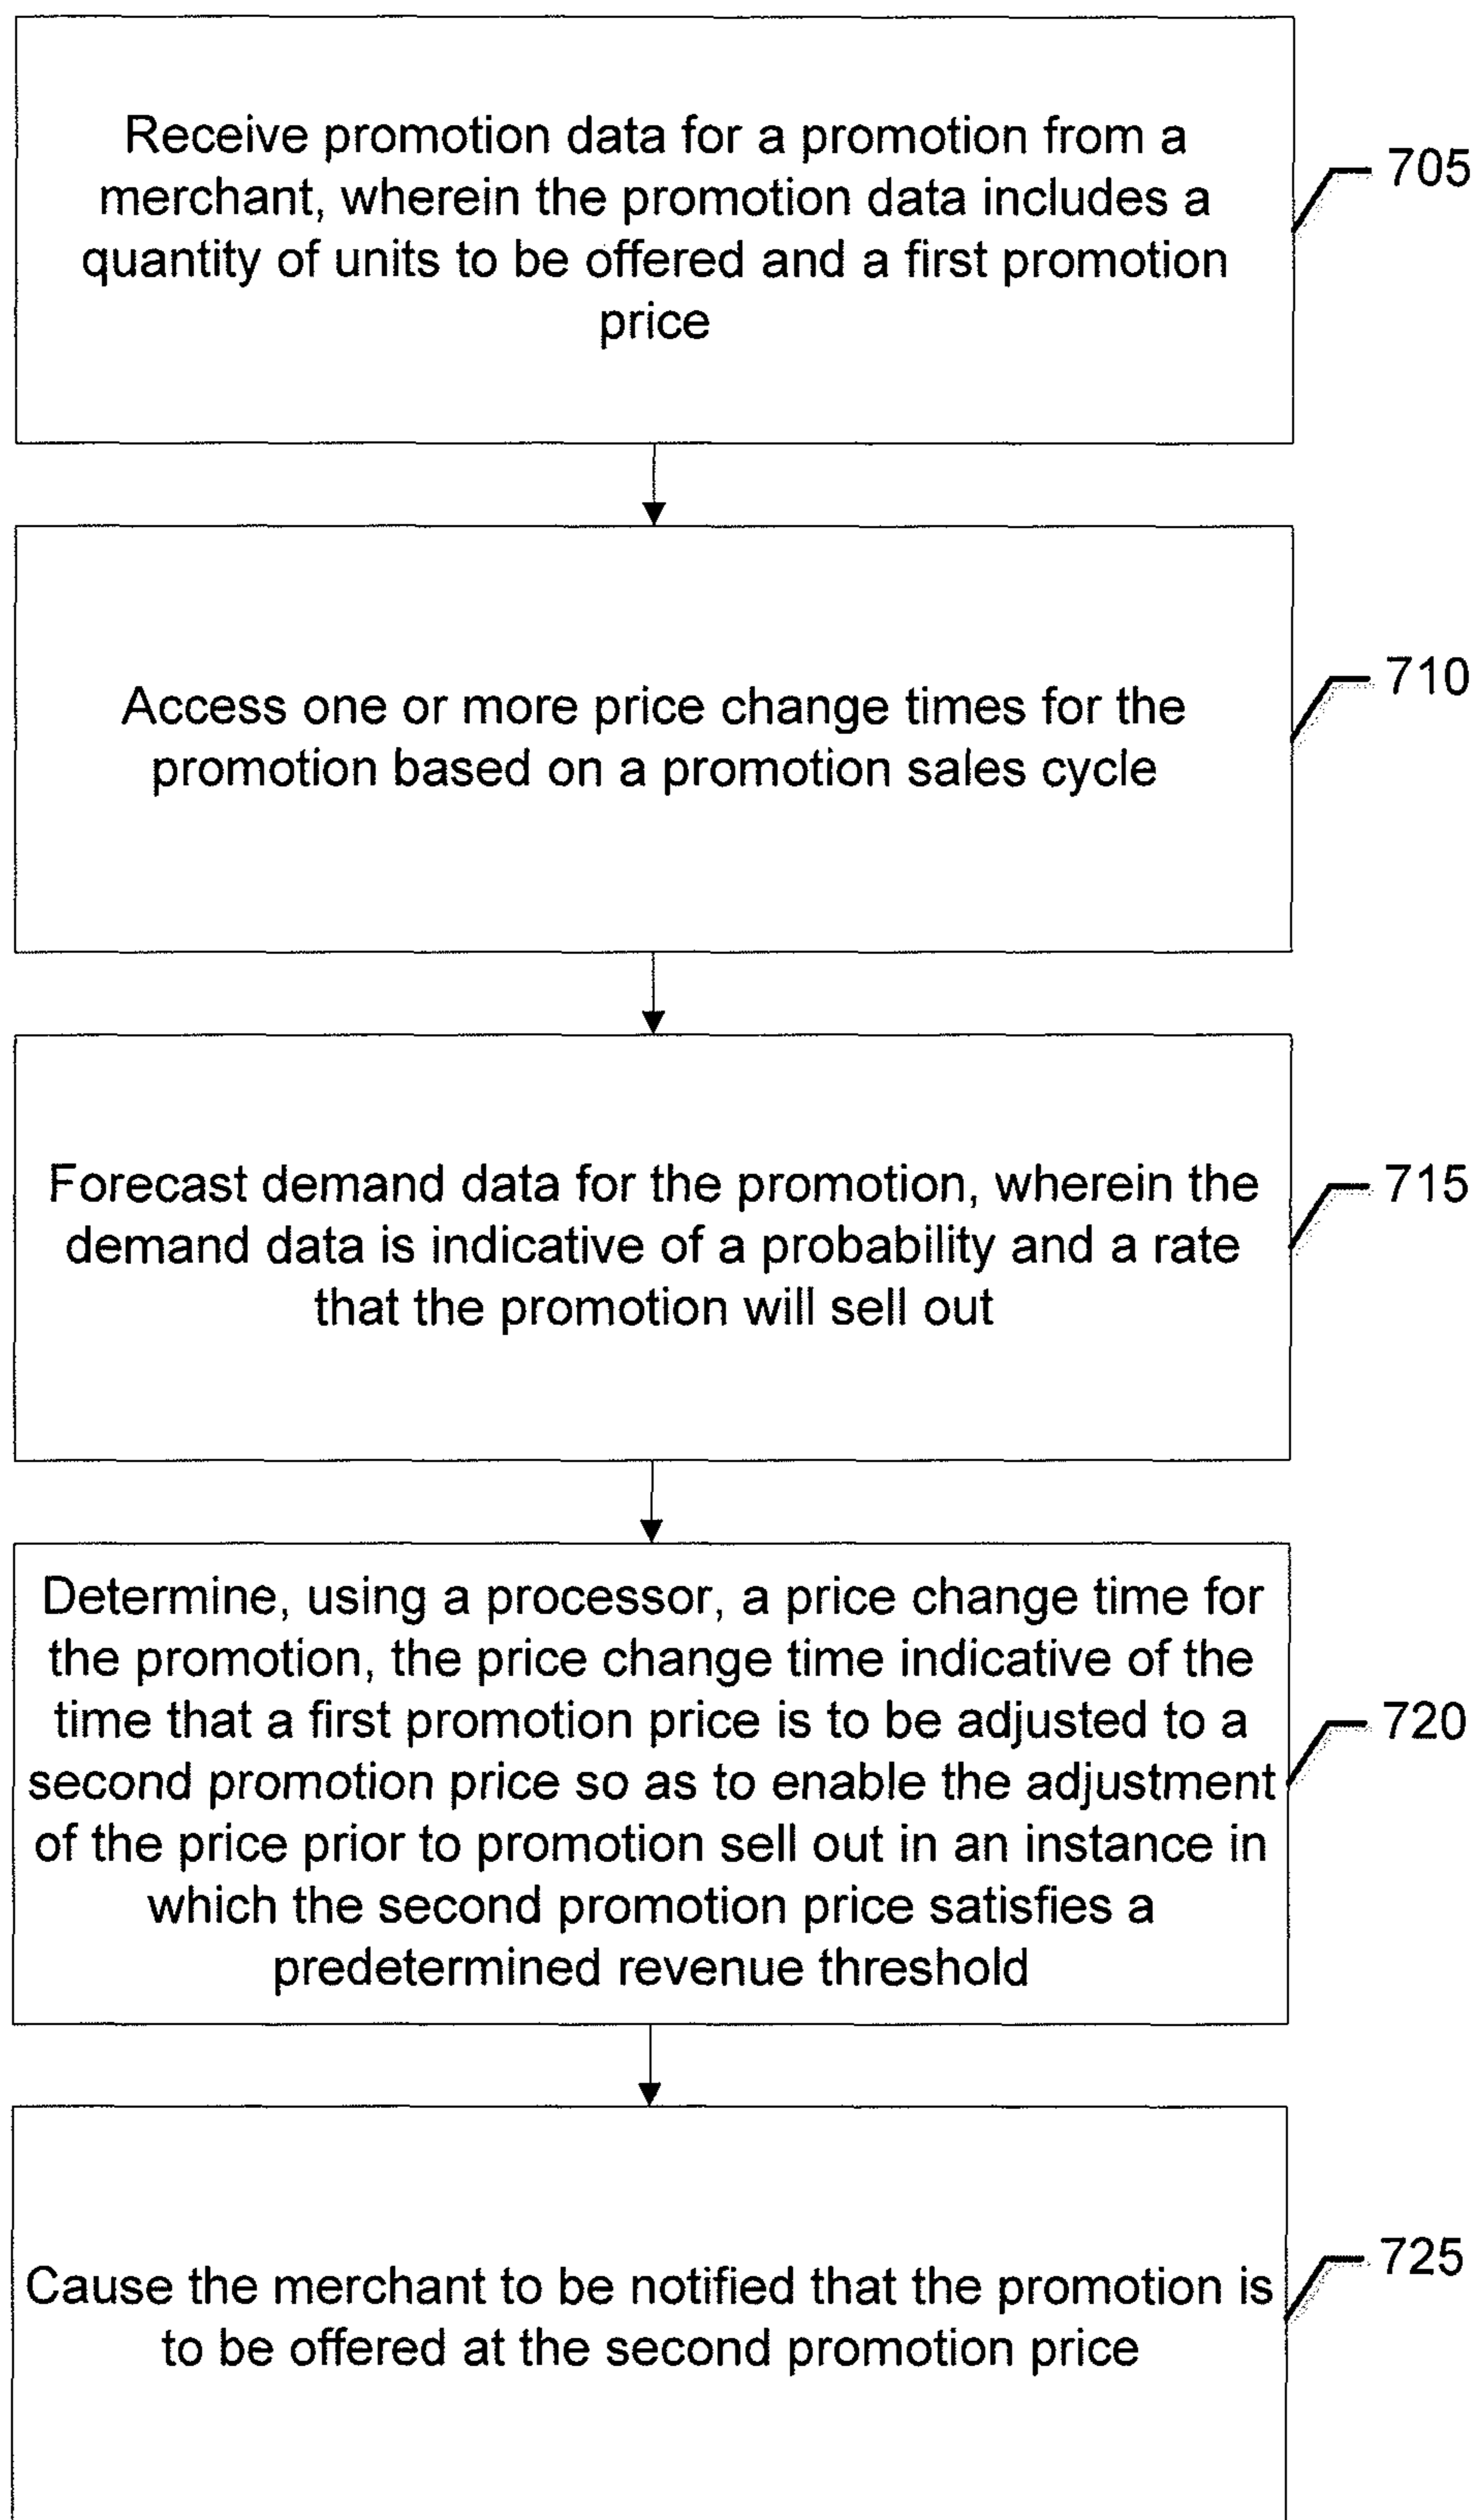 Receive promotion data for a promotion from a
merchant, wherein the promotion data includes a
quantity of units to be offered and a first promotion
price
705
Access one or more price change times for the
promotion based on a promotion sales cycle
710
Forecast demand data for the promotion, wherein the
demand data is indicative of a probability and a rate
that the promotion will sell out
715
Determine, using a processor, a price change time for
the promotion, the price change time indicative of the
time that a first promotion price is to be adjusted to a
second promotion price so as to enable the adjustment
of the price prior to promotion sell out in an instance in
which the second promotion price satisfies a
predetermined revenue threshold
720
Cause the merchant to be notified that the promotion is
to be offered at the second promotion price
725